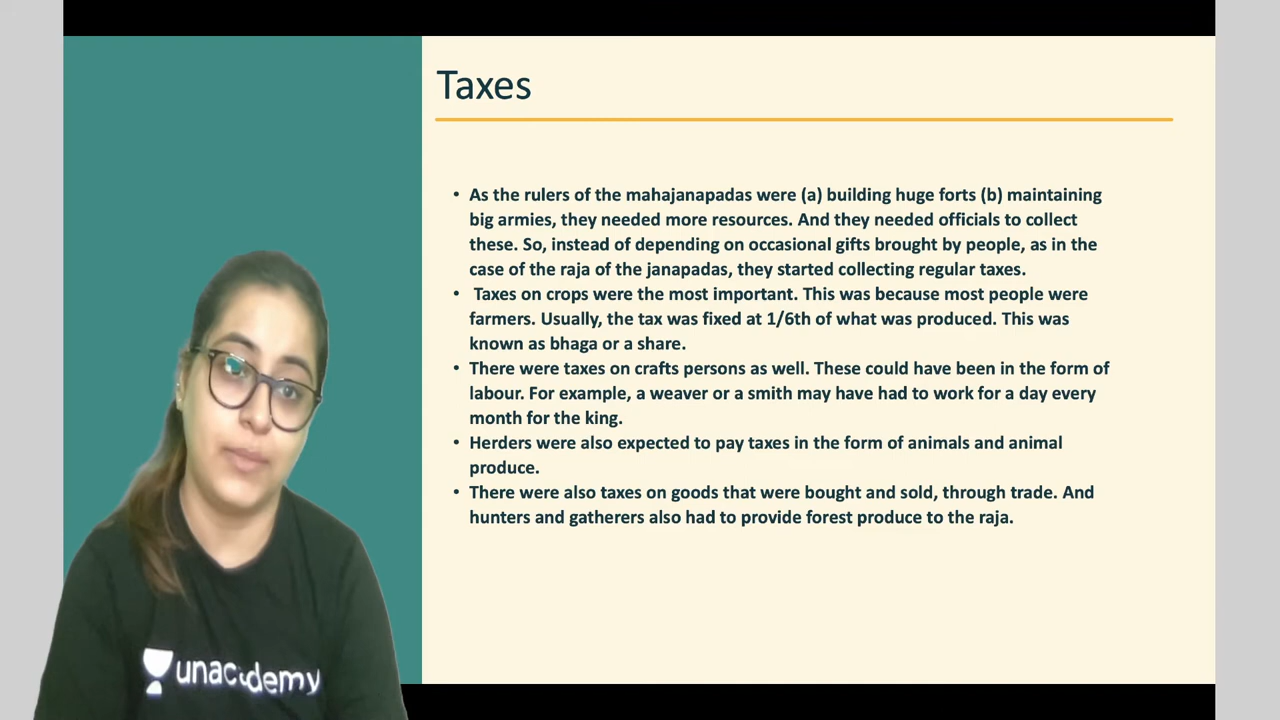 Taxes
• As the rulers of the mahajanapadas were (a) building huge forts (b) maintaining
big armies, they needed more resources. And they needed officials to collect
these. So, instead of depending on occasional gifts brought by people, as in the
case of the raja of the janapadas, they started collecting regular taxes.
• Taxes on crops were the most important. This was because most people were
farmers. Usually, the tax was fixed at 1/6th of what was produced. This was
known as bhaga or a share.
• There were taxes on crafts persons as well. These could have been in the form of
labour. For example, a weaver or a smith may have had to work for a day every
month for the king.
• Herders were also expected to pay taxes in the form of animals and animal
produce.
• There were also taxes on goods that were bought and sold, through trade. And
hunters and gatherers also had to provide forest produce to the raja.
unacademy